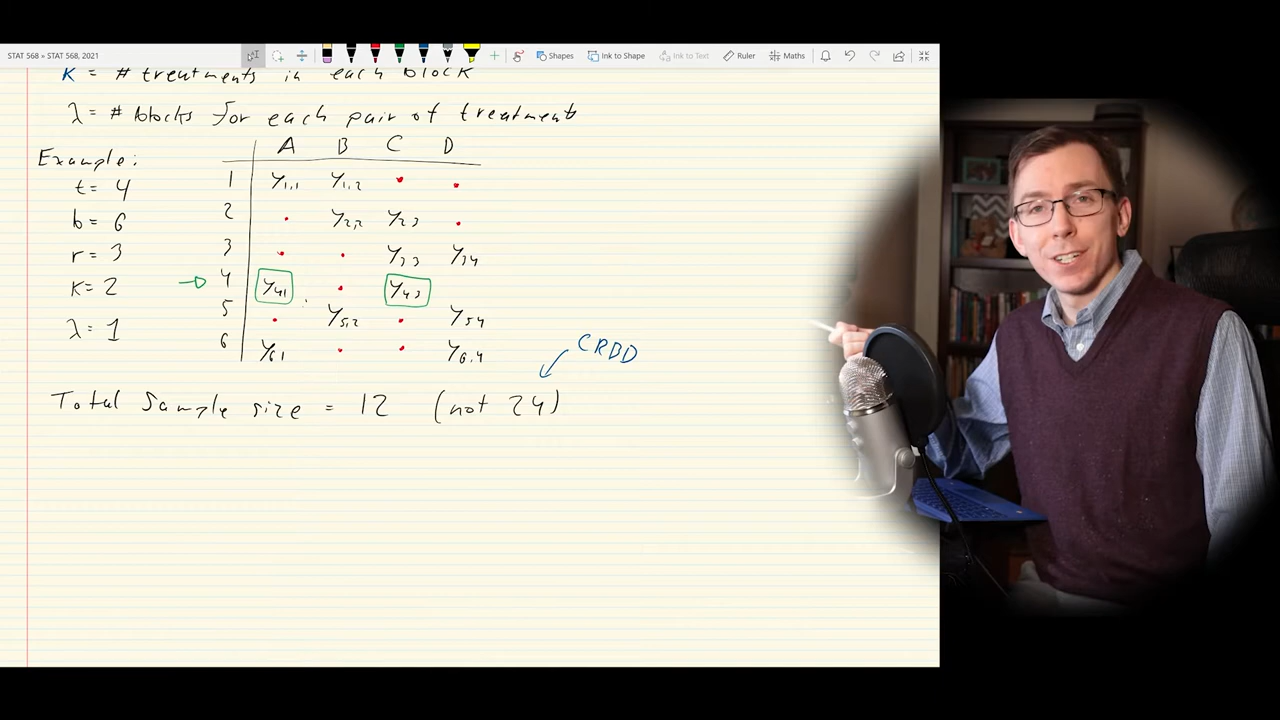 STAT 568 » STAT 568, 2021
Shapes Ink to Shape Ink to Text Ruler Maths
K = # treatments in each block
λ = # blocks for each pair of treatments
Example:
t = 4
b = 6
r = 3
K = 2
λ = 1
A B C D
1 y1,1 y1,2 • •
2 • y2,2 y2,3 •
3 • • y3,3 y3,4
4 y4,1 • y4,3
5 • y5,2 • y5,4
6 y6,1 • • y6,4
CRBD
Total Sample size = 12 (not 24)